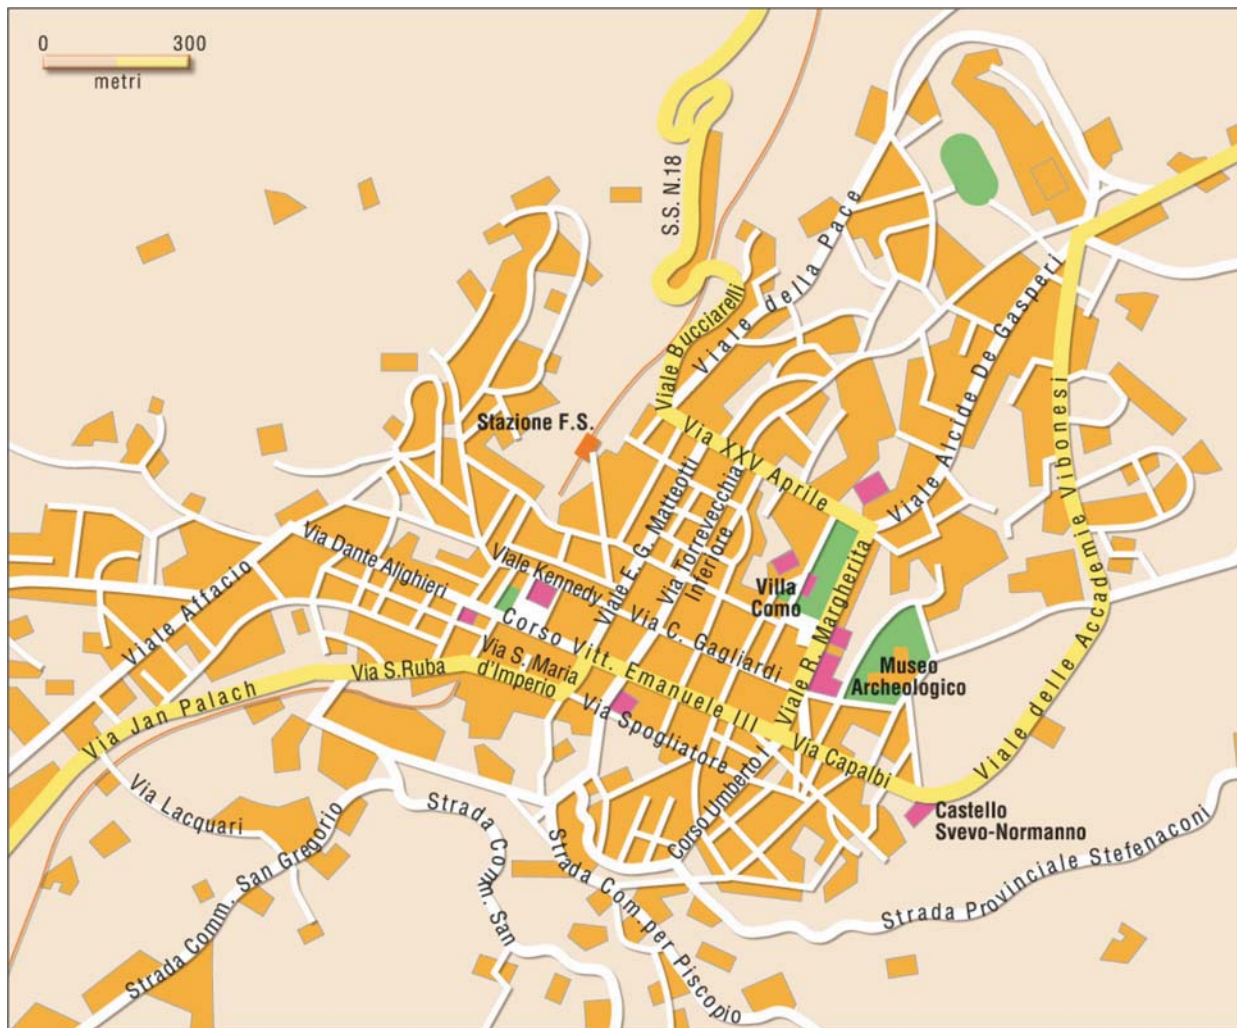 0 300
metri
S.S. N.18
Viale della Pace
Viale Bucciarelli
Viale Alcide De Gasperi
Stazione F.S.
Via XXV Aprile
Viale delle Accademie Vibonesi
Viale E. G. Matteotti
Via Torrevecchia
Inferiore
Via Dante Alighieri
Viale Kennedy
Villa
Como
Viale R. Margherita
Viale Affacio
Corso Vitt. Emanuele III
Via C. Gagliardi
Museo
Archeologico
Via S. Maria
d'Imperio
Via S.Ruba
Via Jan Palach
Via Spogliatore
Via Capalbi
Corso Umberto I
Castello
Svevo-Normanno
Via Lacquari
Strada Comm. San Gregorio
Strada Comm. San
Strada Com.per Piscopio
Strada Provinciale Stefenaconi